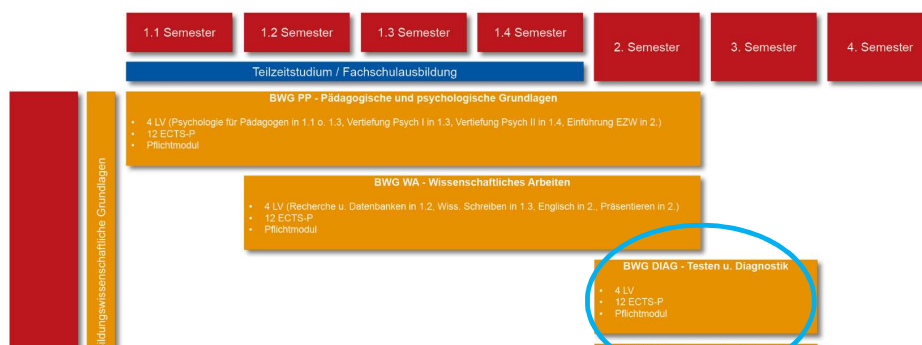 1.1 Semester
1.2 Semester
1.3 Semester
1.4 Semester
2. Semester
3. Semester
4. Semester
Teilzeitstudium / Fachschulausbildung
BWG PP - Pädagogische und psychologische Grundlagen
• 4 LV (Psychologie für Pädagogen in 1.1 o. 1.3, Vertiefung Psych I in 1.3, Vertiefung Psych II in 1.4, Einführung EZW in 2.)
• 12 ECTS-P
• Pflichtmodul
BWG WA - Wissenschaftliches Arbeiten
• 4 LV (Recherche u. Datenbanken in 1.2, Wiss. Schreiben in 1.3, Englisch in 2., Präsentieren in 2.)
• 12 ECTS-P
• Pflichtmodul
BWG DIAG - Testen u. Diagnostik
• 4 LV
• 12 ECTS-P
• Pflichtmodul
ildungswissenschaftliche Grundlagen